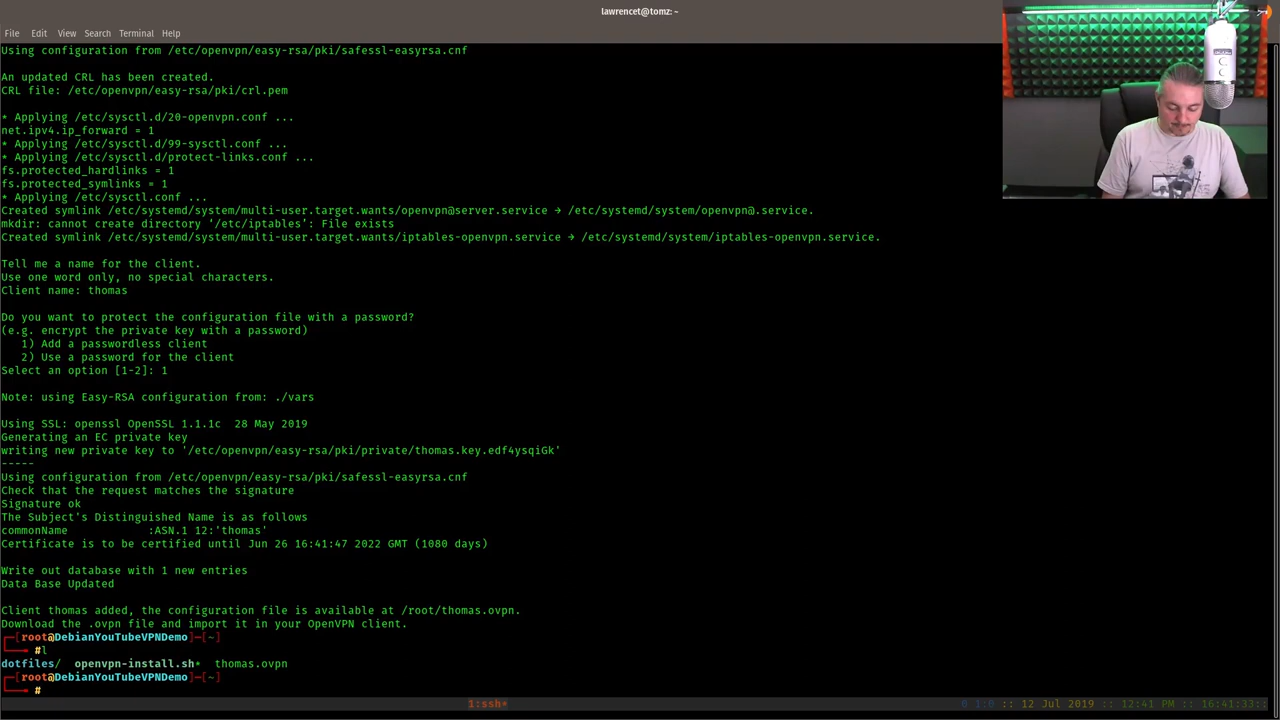 lawrencet@tomz: ~
File Edit View Search Terminal Help
Using configuration from /etc/openvpn/easy-rsa/pki/safessl-easyrsa.cnf
An updated CRL has been created.
CRL file: /etc/openvpn/easy-rsa/pki/crl.pem
* Applying /etc/sysctl.d/20-openvpn.conf ...
net.ipv4.ip_forward = 1
* Applying /etc/sysctl.d/99-sysctl.conf ...
* Applying /etc/sysctl.d/protect-links.conf ...
fs.protected_hardlinks = 1
fs.protected_symlinks = 1
* Applying /etc/sysctl.conf ...
Created symlink /etc/systemd/system/multi-user.target.wants/openvpn@server.service → /etc/systemd/system/openvpn@.service.
mkdir: cannot create directory '/etc/iptables': File exists
Created symlink /etc/systemd/system/multi-user.target.wants/iptables-openvpn.service → /etc/systemd/system/iptables-openvpn.service.
Tell me a name for the client.
Use one word only, no special characters.
Client name: thomas
Do you want to protect the configuration file with a password?
(e.g. encrypt the private key with a password)
1) Add a passwordless client
2) Use a password for the client
Select an option [1-2]: 1
Note: using Easy-RSA configuration from: ./vars
Using SSL: openssl OpenSSL 1.1.1c  28 May 2019
Generating an EC private key
writing new private key to '/etc/openvpn/easy-rsa/pki/private/thomas.key.edf4ysqiGk'
-----
Using configuration from /etc/openvpn/easy-rsa/pki/safessl-easyrsa.cnf
Check that the request matches the signature
Signature ok
The Subject's Distinguished Name is as follows
commonName            :ASN.1 12:'thomas'
Certificate is to be certified until Jun 26 16:41:47 2022 GMT (1080 days)
Write out database with 1 new entries
Data Base Updated
Client thomas added, the configuration file is available at /root/thomas.ovpn.
Download the .ovpn file and import it in your OpenVPN client.
┌─[root@DebianYouTubeVPNDemo]─[~]
└──╼ #l
dotfiles/  openvpn-install.sh*  thomas.ovpn
┌─[root@DebianYouTubeVPNDemo]─[~]
└──╼ #
1:ssh* 0 1:0 :: 12 Jul 2019 :: 12:41 PM :: 16:41:33::